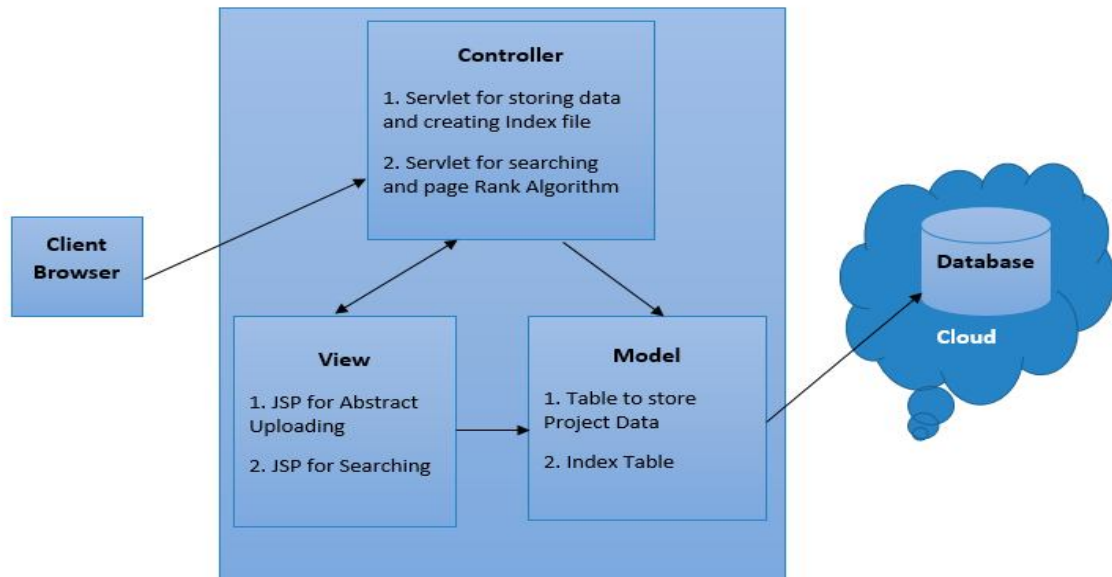 Controller
1. Servlet for storing data
and creating Index file
2. Servlet for searching
and page Rank Algorithm
Client
Browser
Database
Cloud
View
1. JSP for Abstract
Uploading
2. JSP for Searching
Model
1. Table to store
Project Data
2. Index Table